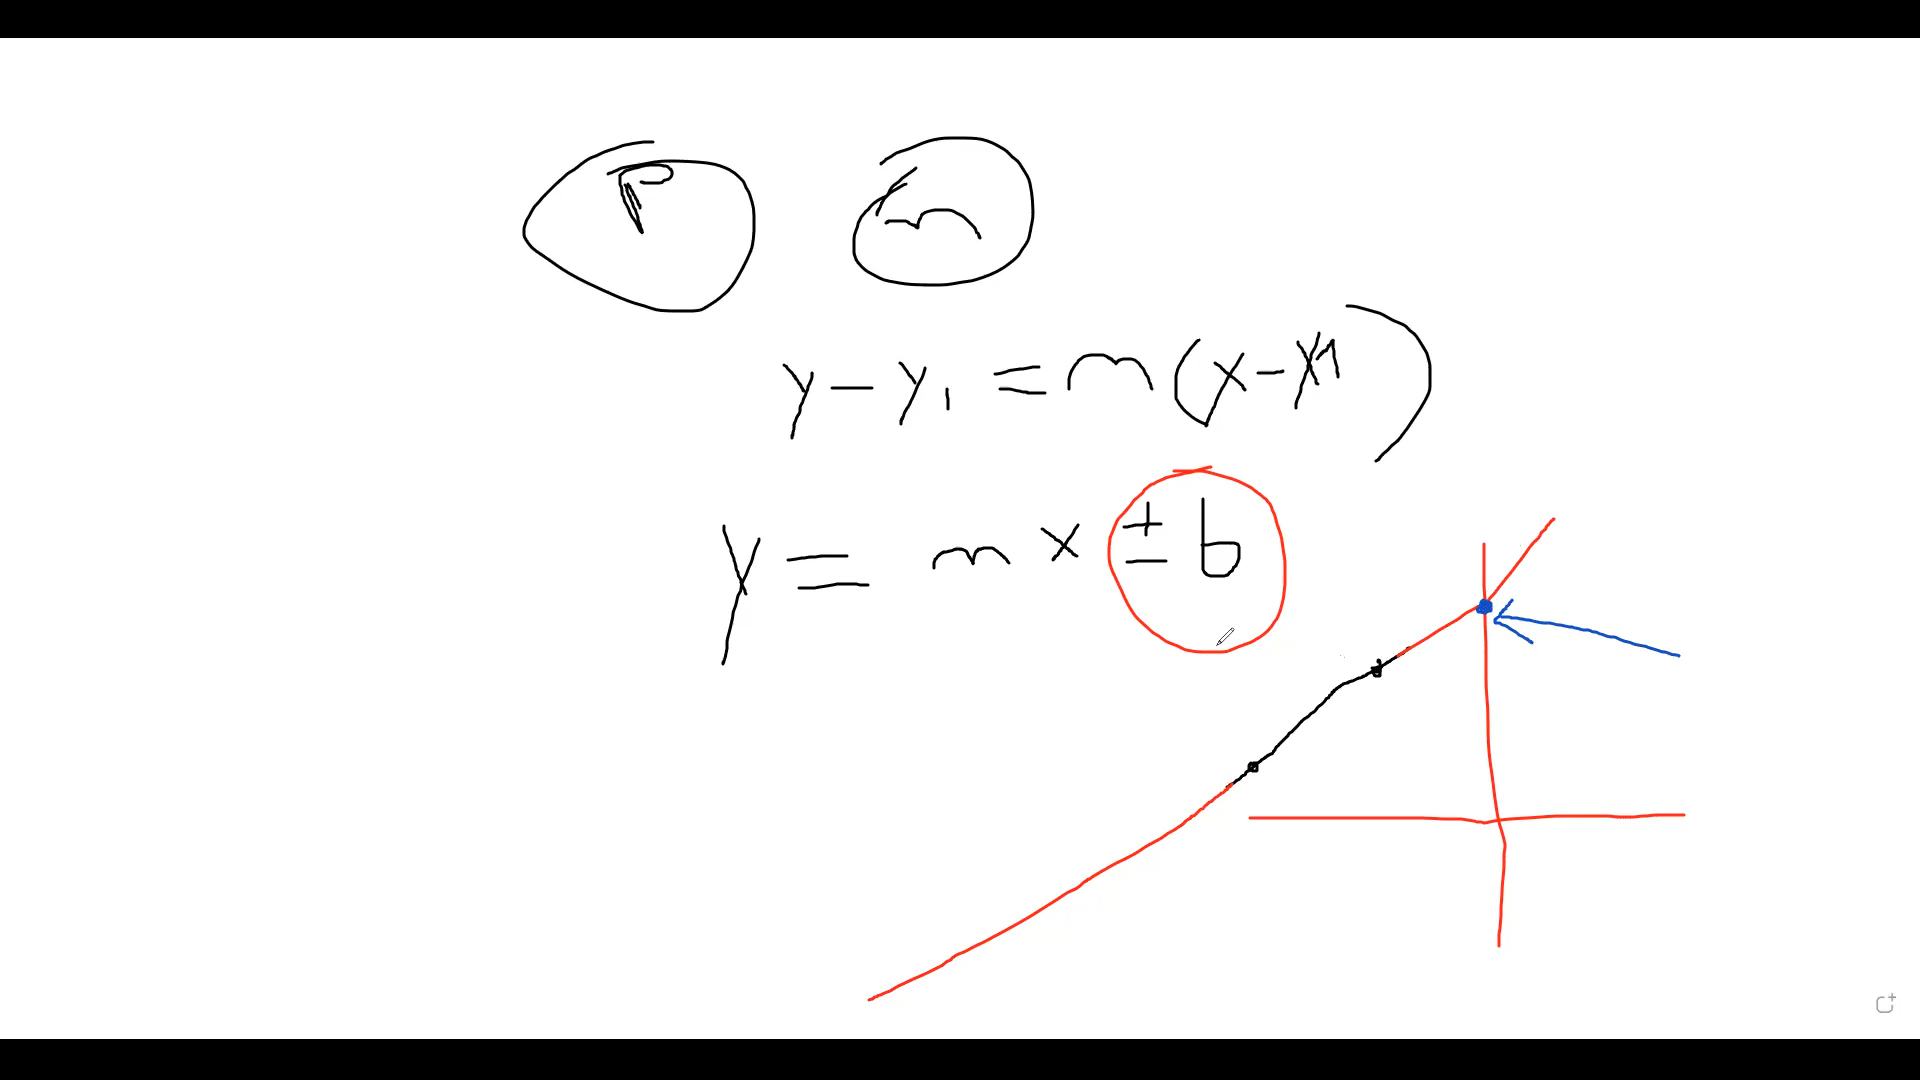 P m
y - y₁ = m(x - x1)
y = mx ± b